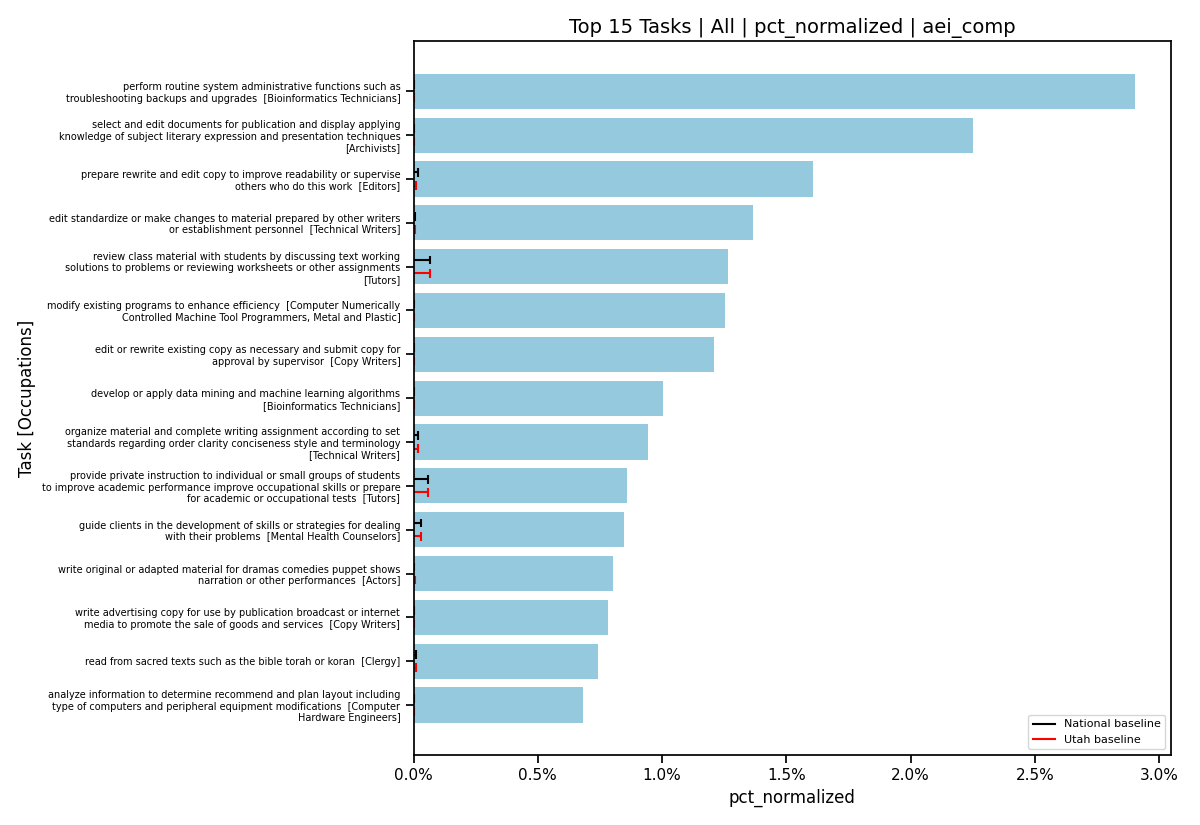 Top 15 Tasks | All | pct_normalized | aei_comp
perform routine system administrative functions such as
troubleshooting backups and upgrades  [Bioinformatics Technicians]
select and edit documents for publication and display applying
knowledge of subject literary expression and presentation techniques
[Archivists]
prepare rewrite and edit copy to improve readability or supervise
others who do this work  [Editors]
edit standardize or make changes to material prepared by other writers
or establishment personnel  [Technical Writers]
review class material with students by discussing text working
solutions to problems or reviewing worksheets or other assignments
[Tutors]
modify existing programs to enhance efficiency  [Computer Numerically
Controlled Machine Tool Programmers, Metal and Plastic]
edit or rewrite existing copy as necessary and submit copy for
approval by supervisor  [Copy Writers]
develop or apply data mining and machine learning algorithms
[Bioinformatics Technicians]
organize material and complete writing assignment according to set
standards regarding order clarity conciseness style and terminology
[Technical Writers]
provide private instruction to individual or small groups of students
to improve academic performance improve occupational skills or prepare
for academic or occupational tests  [Tutors]
guide clients in the development of skills or strategies for dealing
with their problems  [Mental Health Counselors]
write original or adapted material for dramas comedies puppet shows
narration or other performances  [Actors]
write advertising copy for use by publication broadcast or internet
media to promote the sale of goods and services  [Copy Writers]
read from sacred texts such as the bible torah or koran  [Clergy]
analyze information to determine recommend and plan layout including
type of computers and peripheral equipment modifications  [Computer
Hardware Engineers]
Task [Occupations]
National baseline
Utah baseline
0.0% 0.5% 1.0% 1.5% 2.0% 2.5% 3.0%
pct_normalized